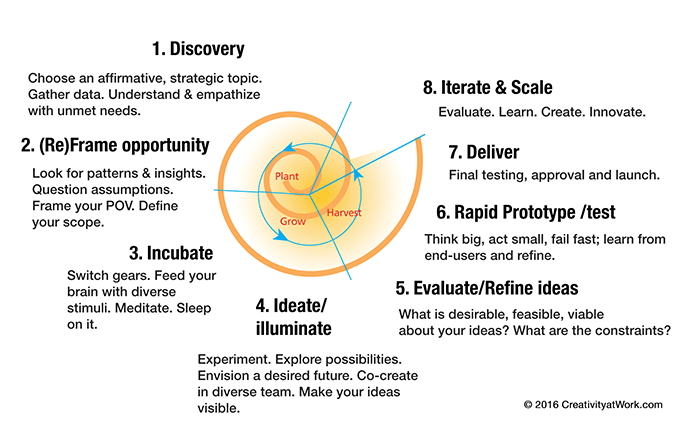 1. Discovery
Choose an affirmative, strategic topic.
Gather data. Understand & empathize
with unmet needs.
2. (Re)Frame opportunity
Look for patterns & insights.
Question assumptions.
Frame your POV. Define
your scope.
3. Incubate
Switch gears. Feed your
brain with diverse
stimuli. Meditate. Sleep
on it.
4. Ideate/
illuminate
Experiment. Explore possibilities.
Envision a desired future. Co-create
in diverse team. Make your ideas
visible.
5. Evaluate/Refine ideas
What is desirable, feasible, viable
about your ideas? What are the constraints?
6. Rapid Prototype /test
Think big, act small, fail fast; learn from
end-users and refine.
7. Deliver
Final testing, approval and launch.
8. Iterate & Scale
Evaluate. Learn. Create. Innovate.
Plant
Grow
Harvest
© 2016 CreativityatWork.com